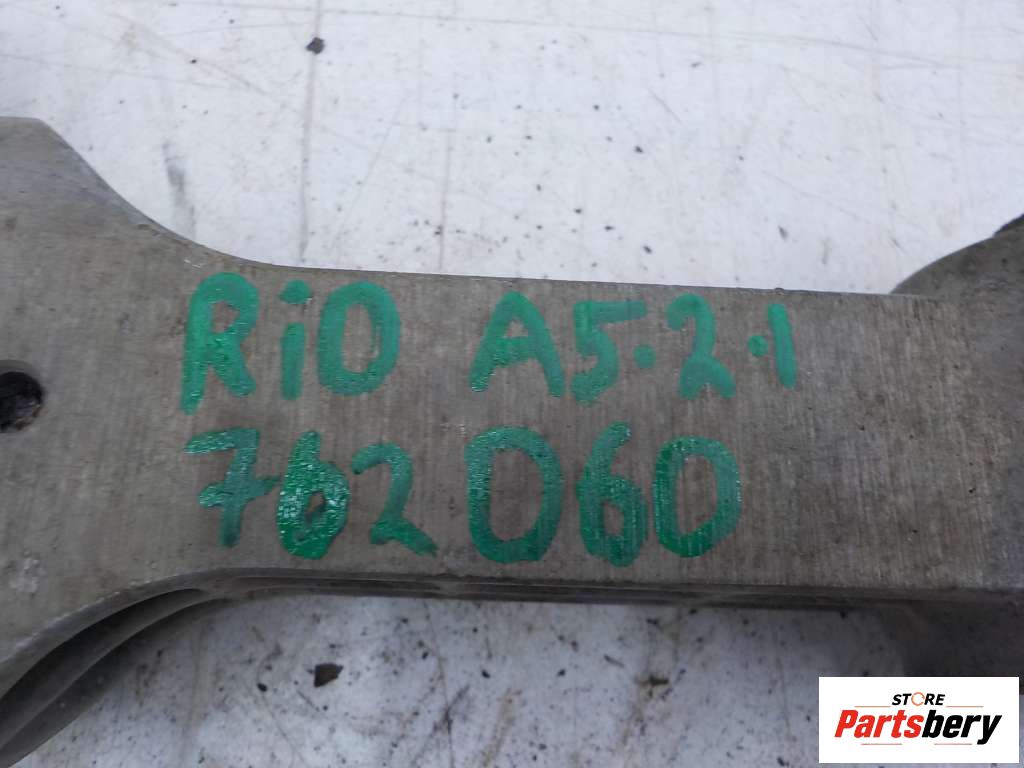 RiO A5.2.1
762060
STORE
Partsbery